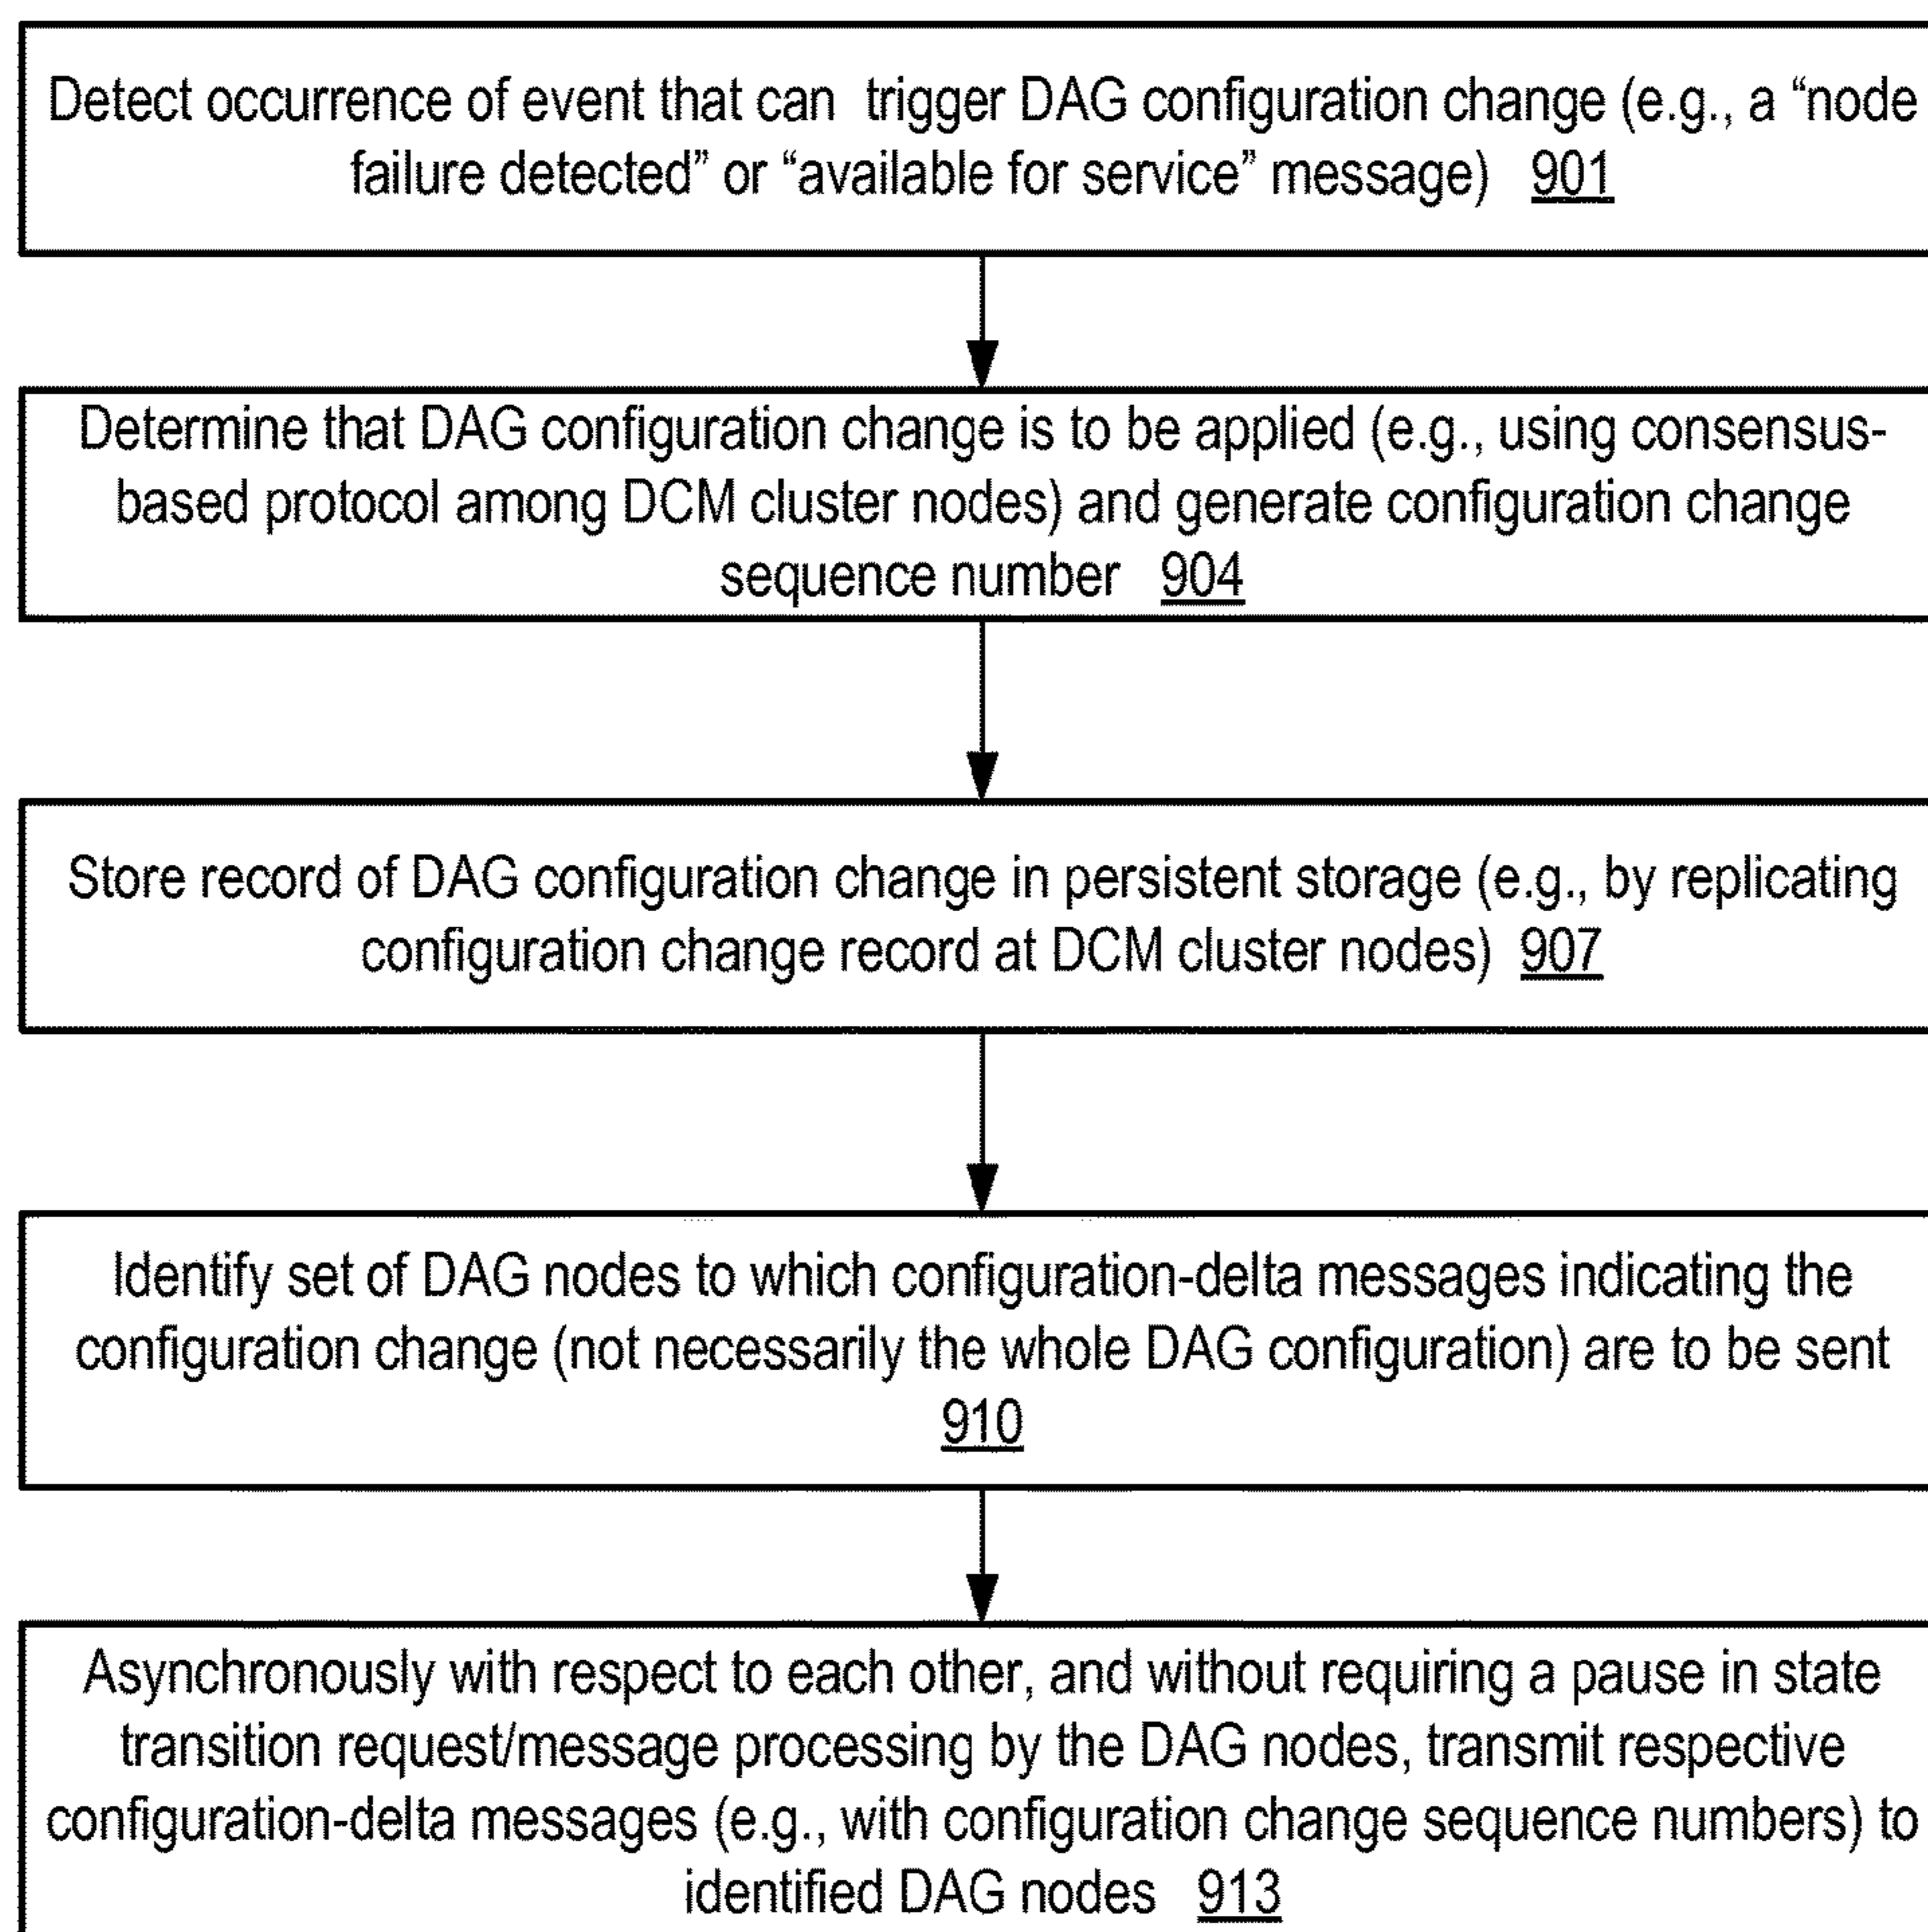 Detect occurrence of event that can trigger DAG configuration change (e.g., a “node
failure detected” or “available for service” message) 901
Determine that DAG configuration change is to be applied (e.g., using consensus-
based protocol among DCM cluster nodes) and generate configuration change
sequence number 904
Store record of DAG configuration change in persistent storage (e.g., by replicating
configuration change record at DCM cluster nodes) 907
Identify set of DAG nodes to which configuration-delta messages indicating the
configuration change (not necessarily the whole DAG configuration) are to be sent
910
Asynchronously with respect to each other, and without requiring a pause in state
transition request/message processing by the DAG nodes, transmit respective
configuration-delta messages (e.g., with configuration change sequence numbers) to
identified DAG nodes 913